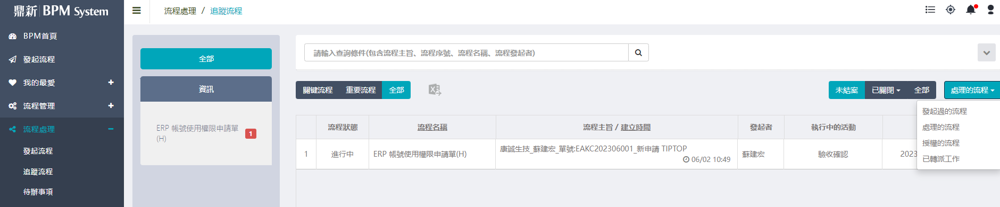 鼎新 BPM System
流程處理 / 追蹤流程
BPM首頁
發起流程
我的最愛
流程管理
流程處理
發起流程
追蹤流程
待辦事項
全部
資訊
ERP 帳號使用權限申請單
(H)
1
請輸入查詢條件(包含流程主旨、流程序號、流程名稱、流程發起者)
關鍵流程 重要流程 全部
未結案 已關閉 全部 處理的流程
發起過的流程
處理的流程
授權的流程
已轉派工作
流程狀態 流程名稱 流程主旨 / 建立時間 發起者 執行中的活動
1 進行中 ERP 帳號使用權限申請單(H) 康誠生技_蘇建宏_單號:EAKC202306001_新申請 TIPTOP
06/02 10:49
蘇建宏 驗收確認 2023